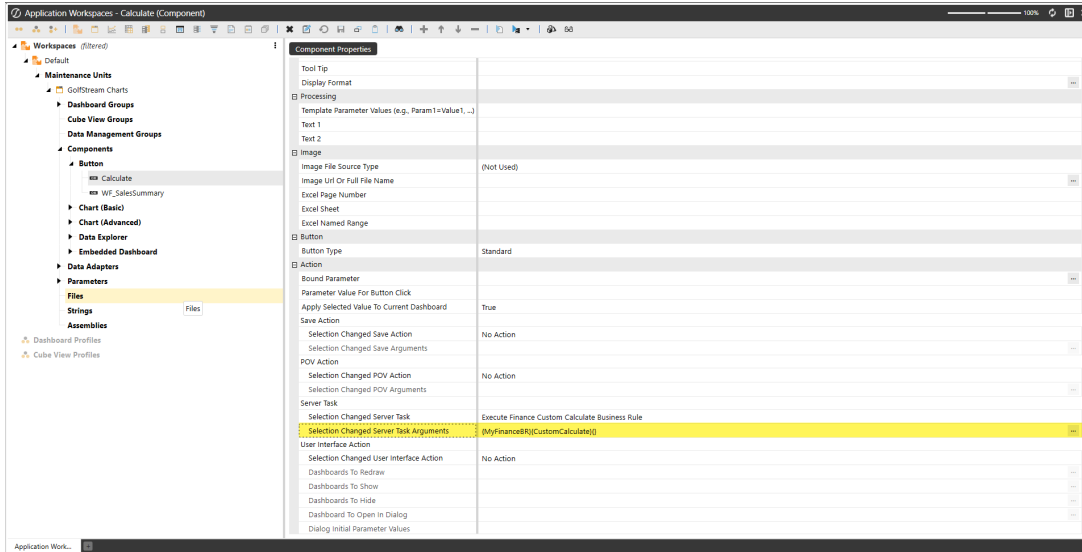 Application Workspaces - Calculate (Component)
100%
Workspaces (filtered)
Default
Maintenance Units
GolfStream Charts
Dashboard Groups
Cube View Groups
Data Management Groups
Components
Button
Calculate
WF_SalesSummary
Chart (Basic)
Chart (Advanced)
Data Explorer
Embedded Dashboard
Data Adapters
Parameters
Files
Files
Strings
Assemblies
Dashboard Profiles
Cube View Profiles
Component Properties
Tool Tip
Display Format
Processing
Template Parameter Values (e.g., Param1=Value1, ...)
Text 1
Text 2
Image
Image File Source Type (Not Used)
Image Url Or Full File Name
Excel Page Number
Excel Sheet
Excel Named Range
Button
Button Type Standard
Action
Bound Parameter
Parameter Value For Button Click
Apply Selected Value To Current Dashboard True
Save Action
Selection Changed Save Action No Action
Selection Changed Save Arguments
POV Action
Selection Changed POV Action No Action
Selection Changed POV Arguments
Server Task
Selection Changed Server Task Execute Finance Custom Calculate Business Rule
Selection Changed Server Task Arguments {MyFinanceBR}{CustomCalculate}{}
User Interface Action
Selection Changed User Interface Action No Action
Dashboards To Redraw
Dashboards To Show
Dashboards To Hide
Dashboard To Open In Dialog
Dialog Initial Parameter Values
Application Work...